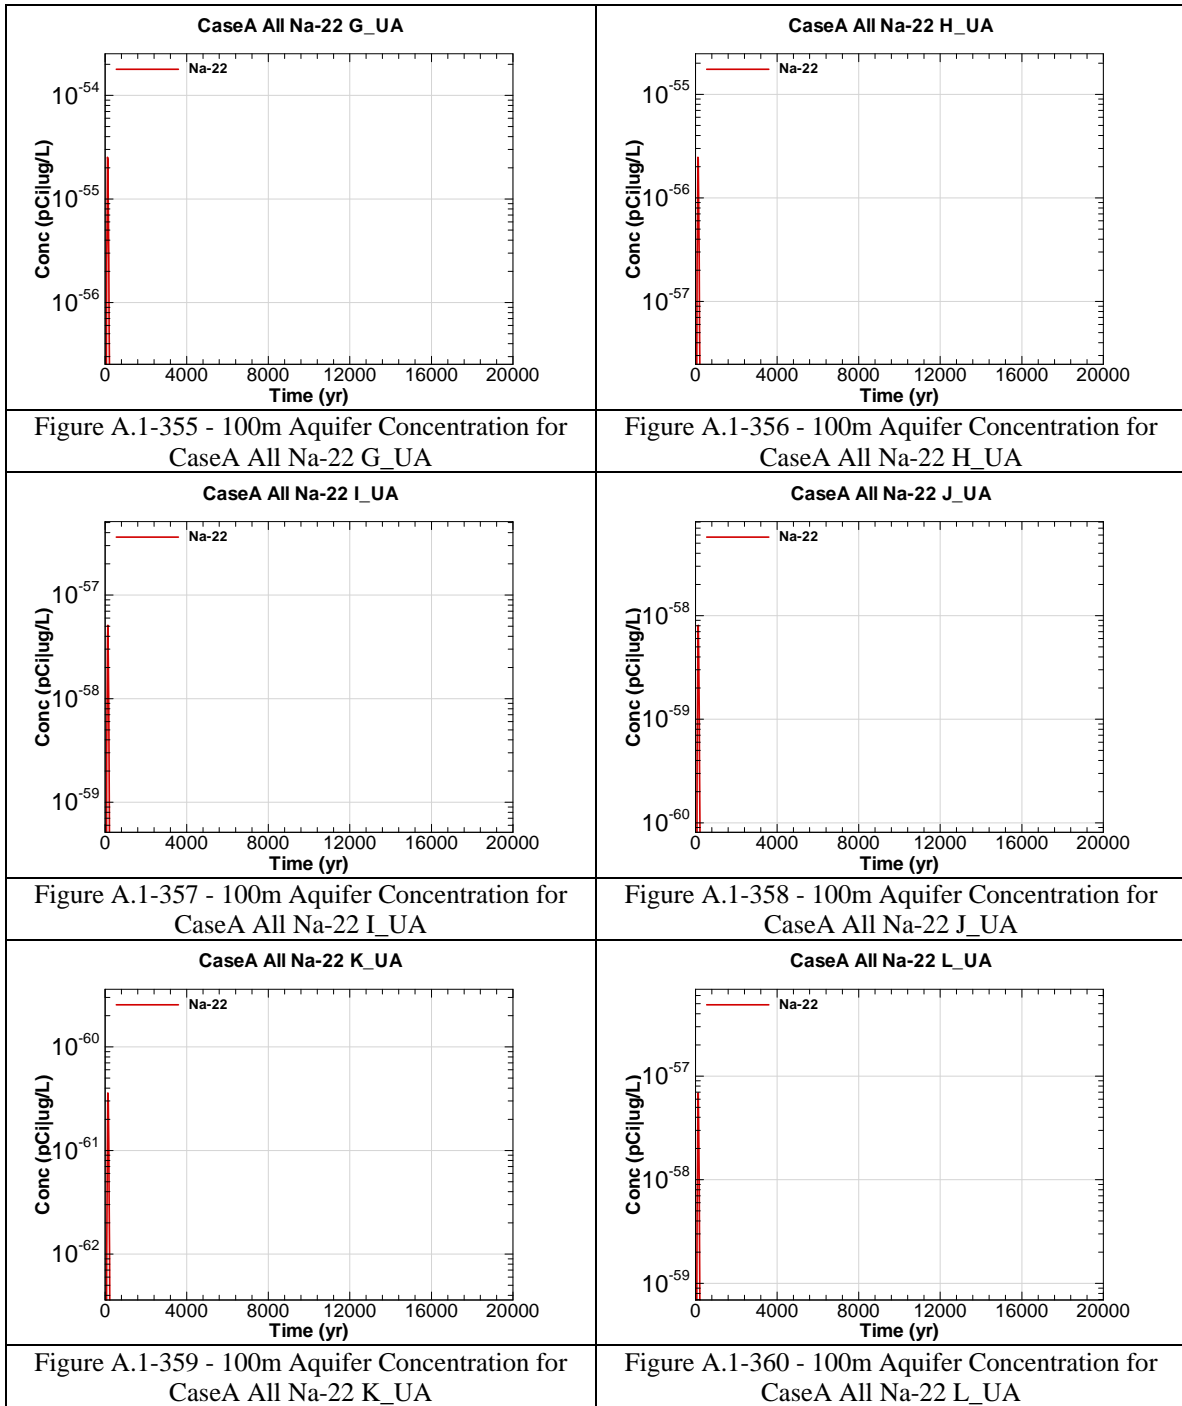 CaseA All Na-22 G_UA
Na-22
10^-54
10^-55
10^-56
Conc (pCi|ug/L)
0 4000 8000 12000 16000 20000
Time (yr)
Figure A.1-355 - 100m Aquifer Concentration for
CaseA All Na-22 G_UA
CaseA All Na-22 H_UA
Na-22
10^-55
10^-56
10^-57
Conc (pCi|ug/L)
0 4000 8000 12000 16000 20000
Time (yr)
Figure A.1-356 - 100m Aquifer Concentration for
CaseA All Na-22 H_UA
CaseA All Na-22 I_UA
Na-22
10^-57
10^-58
10^-59
Conc (pCi|ug/L)
0 4000 8000 12000 16000 20000
Time (yr)
Figure A.1-357 - 100m Aquifer Concentration for
CaseA All Na-22 I_UA
CaseA All Na-22 J_UA
Na-22
10^-58
10^-59
10^-60
Conc (pCi|ug/L)
0 4000 8000 12000 16000 20000
Time (yr)
Figure A.1-358 - 100m Aquifer Concentration for
CaseA All Na-22 J_UA
CaseA All Na-22 K_UA
Na-22
10^-60
10^-61
10^-62
Conc (pCi|ug/L)
0 4000 8000 12000 16000 20000
Time (yr)
Figure A.1-359 - 100m Aquifer Concentration for
CaseA All Na-22 K_UA
CaseA All Na-22 L_UA
Na-22
10^-57
10^-58
10^-59
Conc (pCi|ug/L)
0 4000 8000 12000 16000 20000
Time (yr)
Figure A.1-360 - 100m Aquifer Concentration for
CaseA All Na-22 L_UA